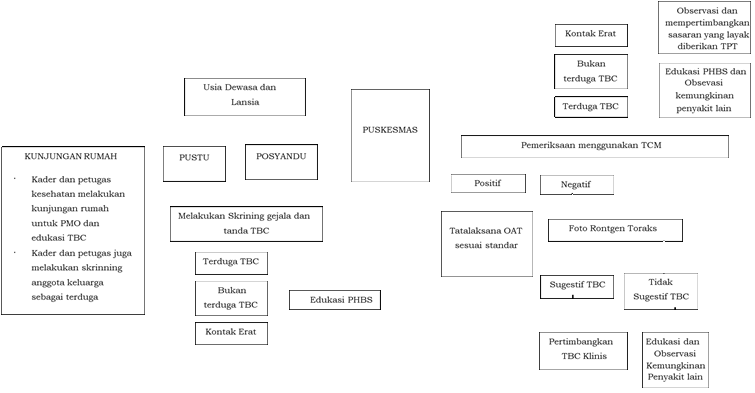 KUNJUNGAN RUMAH
· Kader dan petugas
kesehatan melakukan
kunjungan rumah
untuk PMO dan
edukasi TBC
· Kader dan petugas juga
melakukan skrinning
anggota keluarga
sebagai terduga
Usia Dewasa dan
Lansia
PUSTU
POSYANDU
Melakukan Skrining gejala dan
tanda TBC
Terduga TBC
Bukan
terduga TBC
Kontak Erat
Edukasi PHBS
PUSKESMAS
Kontak Erat
Bukan
terduga TBC
Terduga TBC
Observasi dan
mempertimbangkan
sasaran yang layak
diberikan TPT
Edukasi PHBS dan
Obsevasi
kemungkinan
penyakit lain
Pemeriksaan menggunakan TCM
Positif
Negatif
Tatalaksana OAT
sesuai standar
Foto Rontgen Toraks
Sugestif TBC
Tidak
Sugestif TBC
Pertimbangkan
TBC Klinis
Edukasi dan
Observasi
Kemungkinan
Penyakit lain